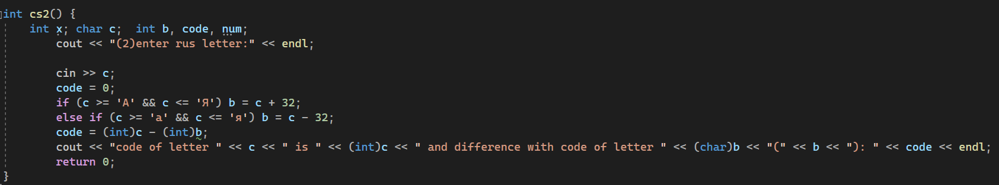 int cs2() {
int x; char c;  int b, code, num;
cout << "(2)enter rus letter:" << endl;
cin >> c;
code = 0;
if (c >= 'А' && c <= 'Я') b = c + 32;
else if (c >= 'а' && c <= 'я') b = c - 32;
code = (int)c - (int)b;
cout << "code of letter " << c << " is " << (int)c << " and difference with code of letter " << (char)b << "(" << b << "): " << code << endl;
return 0;
}